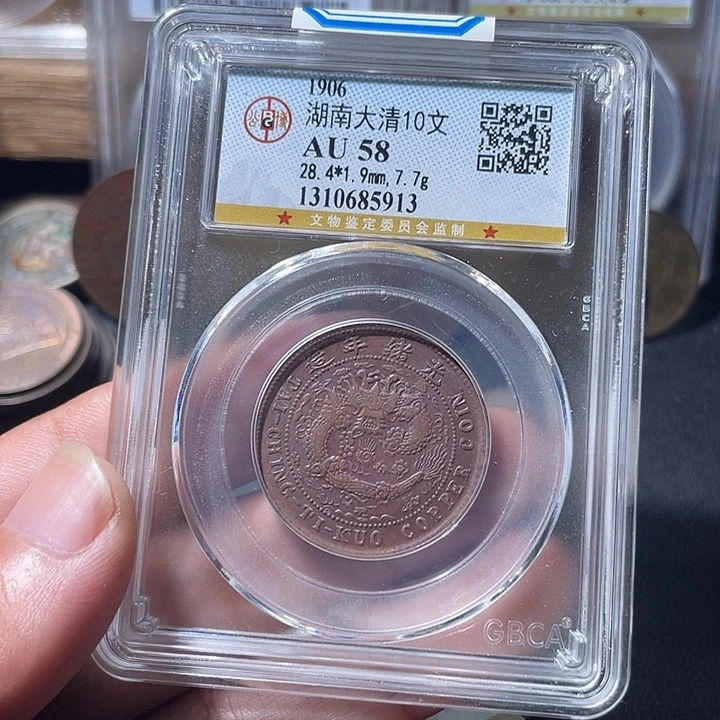 1906
湖南大清10文
AU 58
28.4*1.9mm, 7.7g
1310685913
文物鉴定委员会监制
GBCA
造年緒光
TAI-CHING-TI-KUO COPPER COIN
GBCA